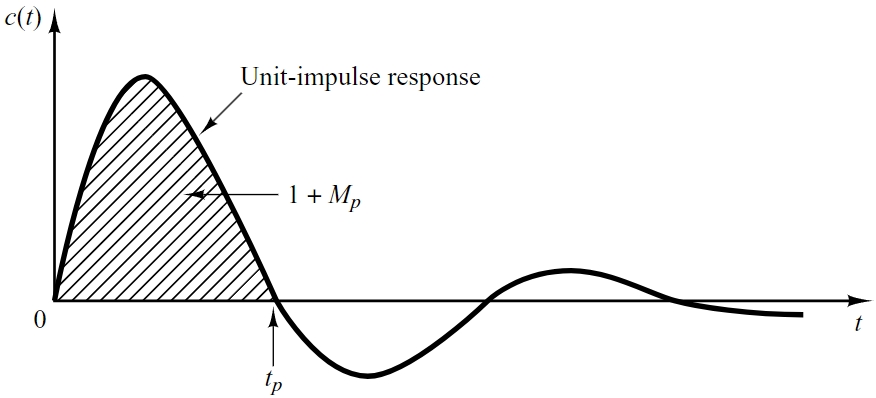 c(t)
Unit-impulse response
1 + Mp
0
t
tp